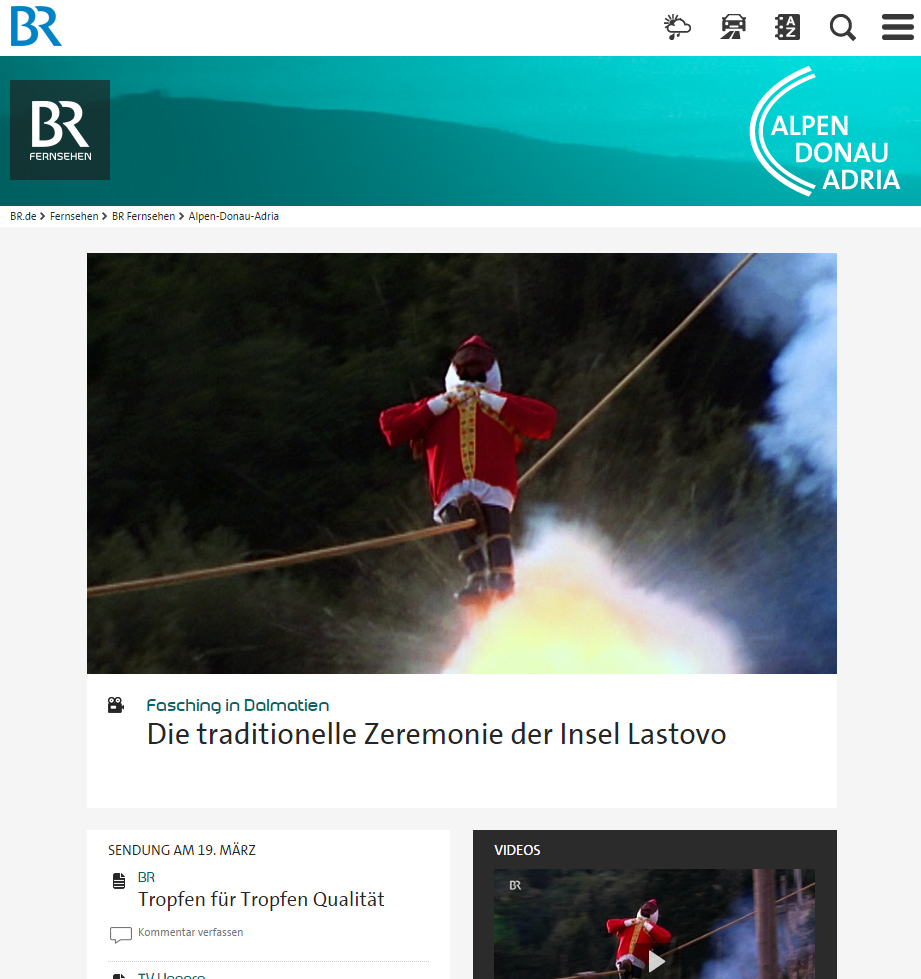 BR
A
Z
BR
FERNSEHEN
ALPEN
DONAU
ADRIA
BR.de > Fernsehen > BR Fernsehen > Alpen-Donau-Adria
Fasching in Dalmatien
Die traditionelle Zeremonie der Insel Lastovo
SENDUNG AM 19. MÄRZ
BR
Tropfen für Tropfen Qualität
Kommentar verfassen
VIDEOS
BR